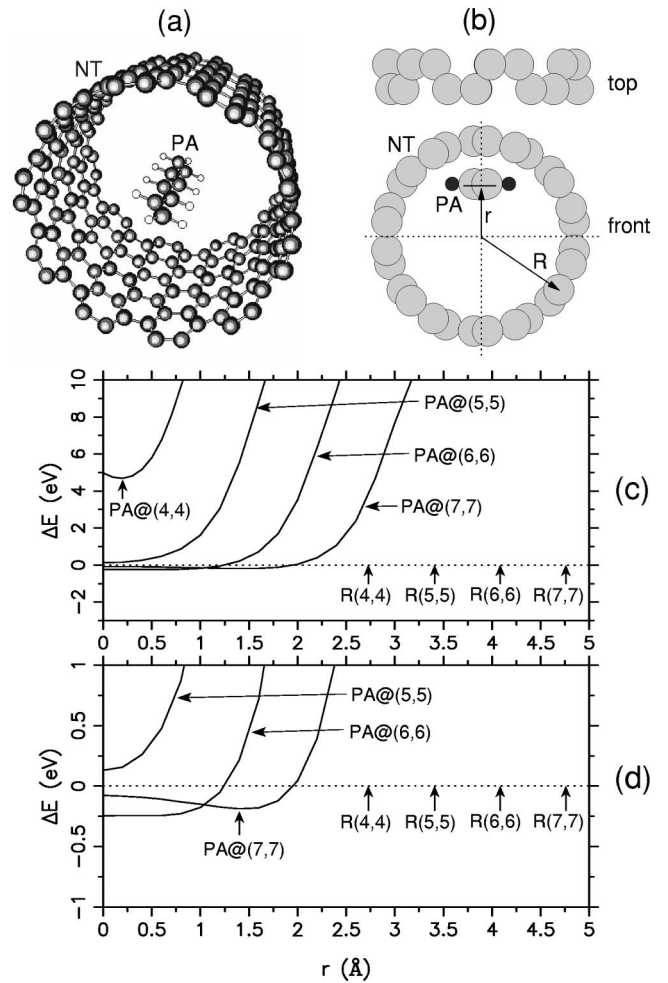 (a)
NT
PA
(b)
top
NT
PA
r
R
front
10
8
6
4
2
0
−2
ΔE (eV)
PA@(5,5)
PA@(6,6)
PA@(7,7)
PA@(4,4)
R(4,4) R(5,5) R(6,6) R(7,7)
(c)
0 0.5 1 1.5 2 2.5 3 3.5 4 4.5 5
1
0.5
0
−0.5
−1
ΔE (eV)
PA@(5,5)
PA@(6,6)
PA@(7,7)
R(4,4) R(5,5) R(6,6) R(7,7)
(d)
0 0.5 1 1.5 2 2.5 3 3.5 4 4.5 5
r (Å)